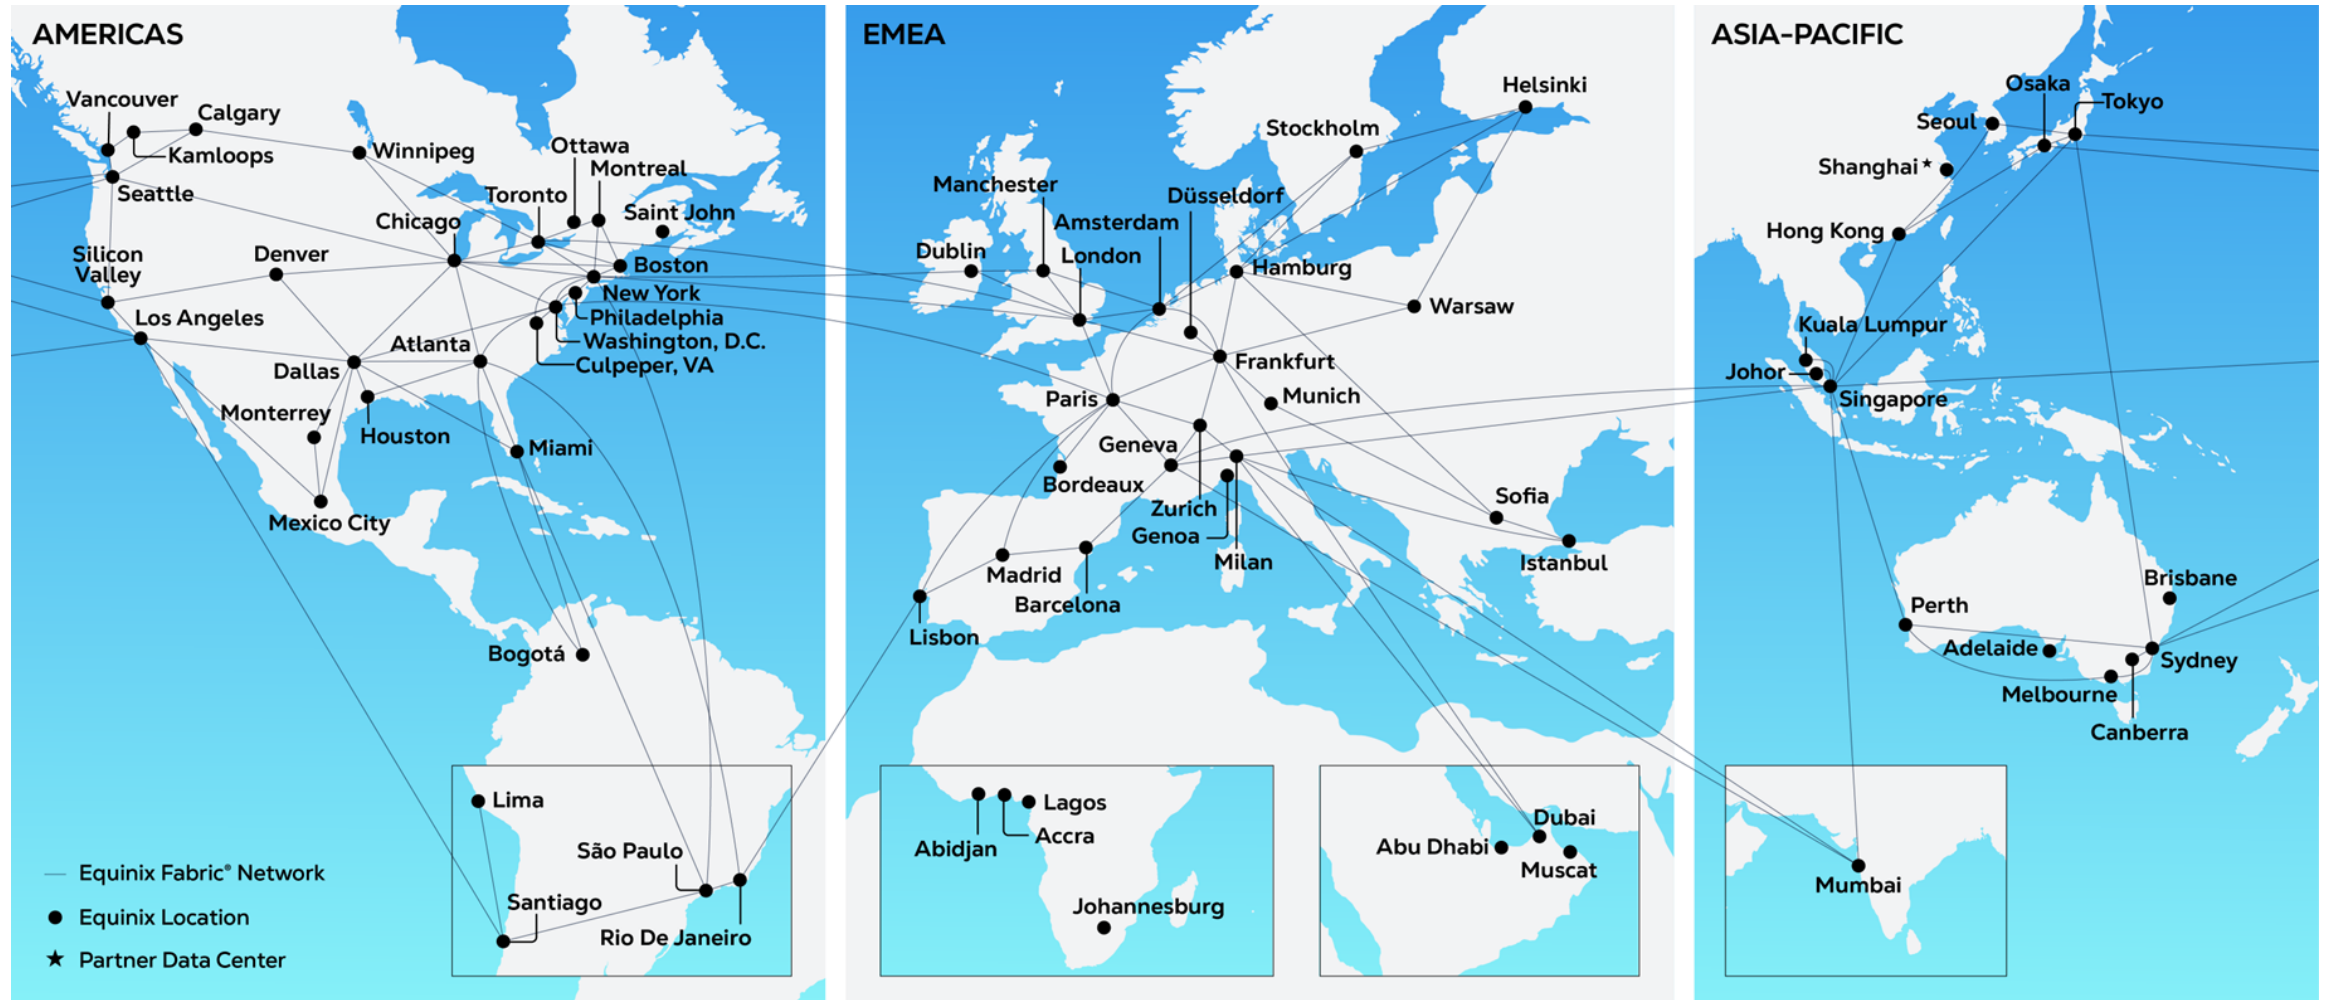 AMERICAS
Vancouver
Calgary
Kamloops
Winnipeg
Seattle
Ottawa
Montreal
Toronto
Saint John
Chicago
Silicon
Valley
Denver
Boston
New York
Los Angeles
Philadelphia
Atlanta
Washington, D.C.
Culpeper, VA
Dallas
Monterrey
Houston
Miami
Mexico City
Bogotá
Lima
São Paulo
Santiago
Rio De Janeiro
Equinix Fabric® Network
Equinix Location
★ Partner Data Center
EMEA
Helsinki
Stockholm
Manchester
Düsseldorf
Amsterdam
Dublin
London
Hamburg
Warsaw
Frankfurt
Paris
Munich
Geneva
Bordeaux
Zurich
Sofia
Genoa
Milan
Istanbul
Madrid
Barcelona
Lisbon
Lagos
Accra
Abidjan
Johannesburg
Dubai
Abu Dhabi
Muscat
ASIA-PACIFIC
Osaka
Tokyo
Seoul
Shanghai★
Hong Kong
Kuala Lumpur
Johor
Singapore
Brisbane
Perth
Adelaide
Sydney
Melbourne
Canberra
Mumbai